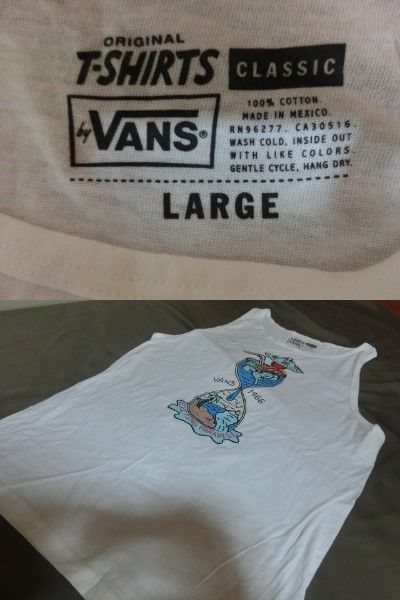 ORIGINAL
T-SHIRTS CLASSIC
by VANS®
100% COTTON.
MADE IN MEXICO.
RN96277. CA30516.
WASH COLD, INSIDE OUT
WITH LIKE COLORS.
GENTLE CYCLE, HANG DRY.
LARGE
VANS 1966